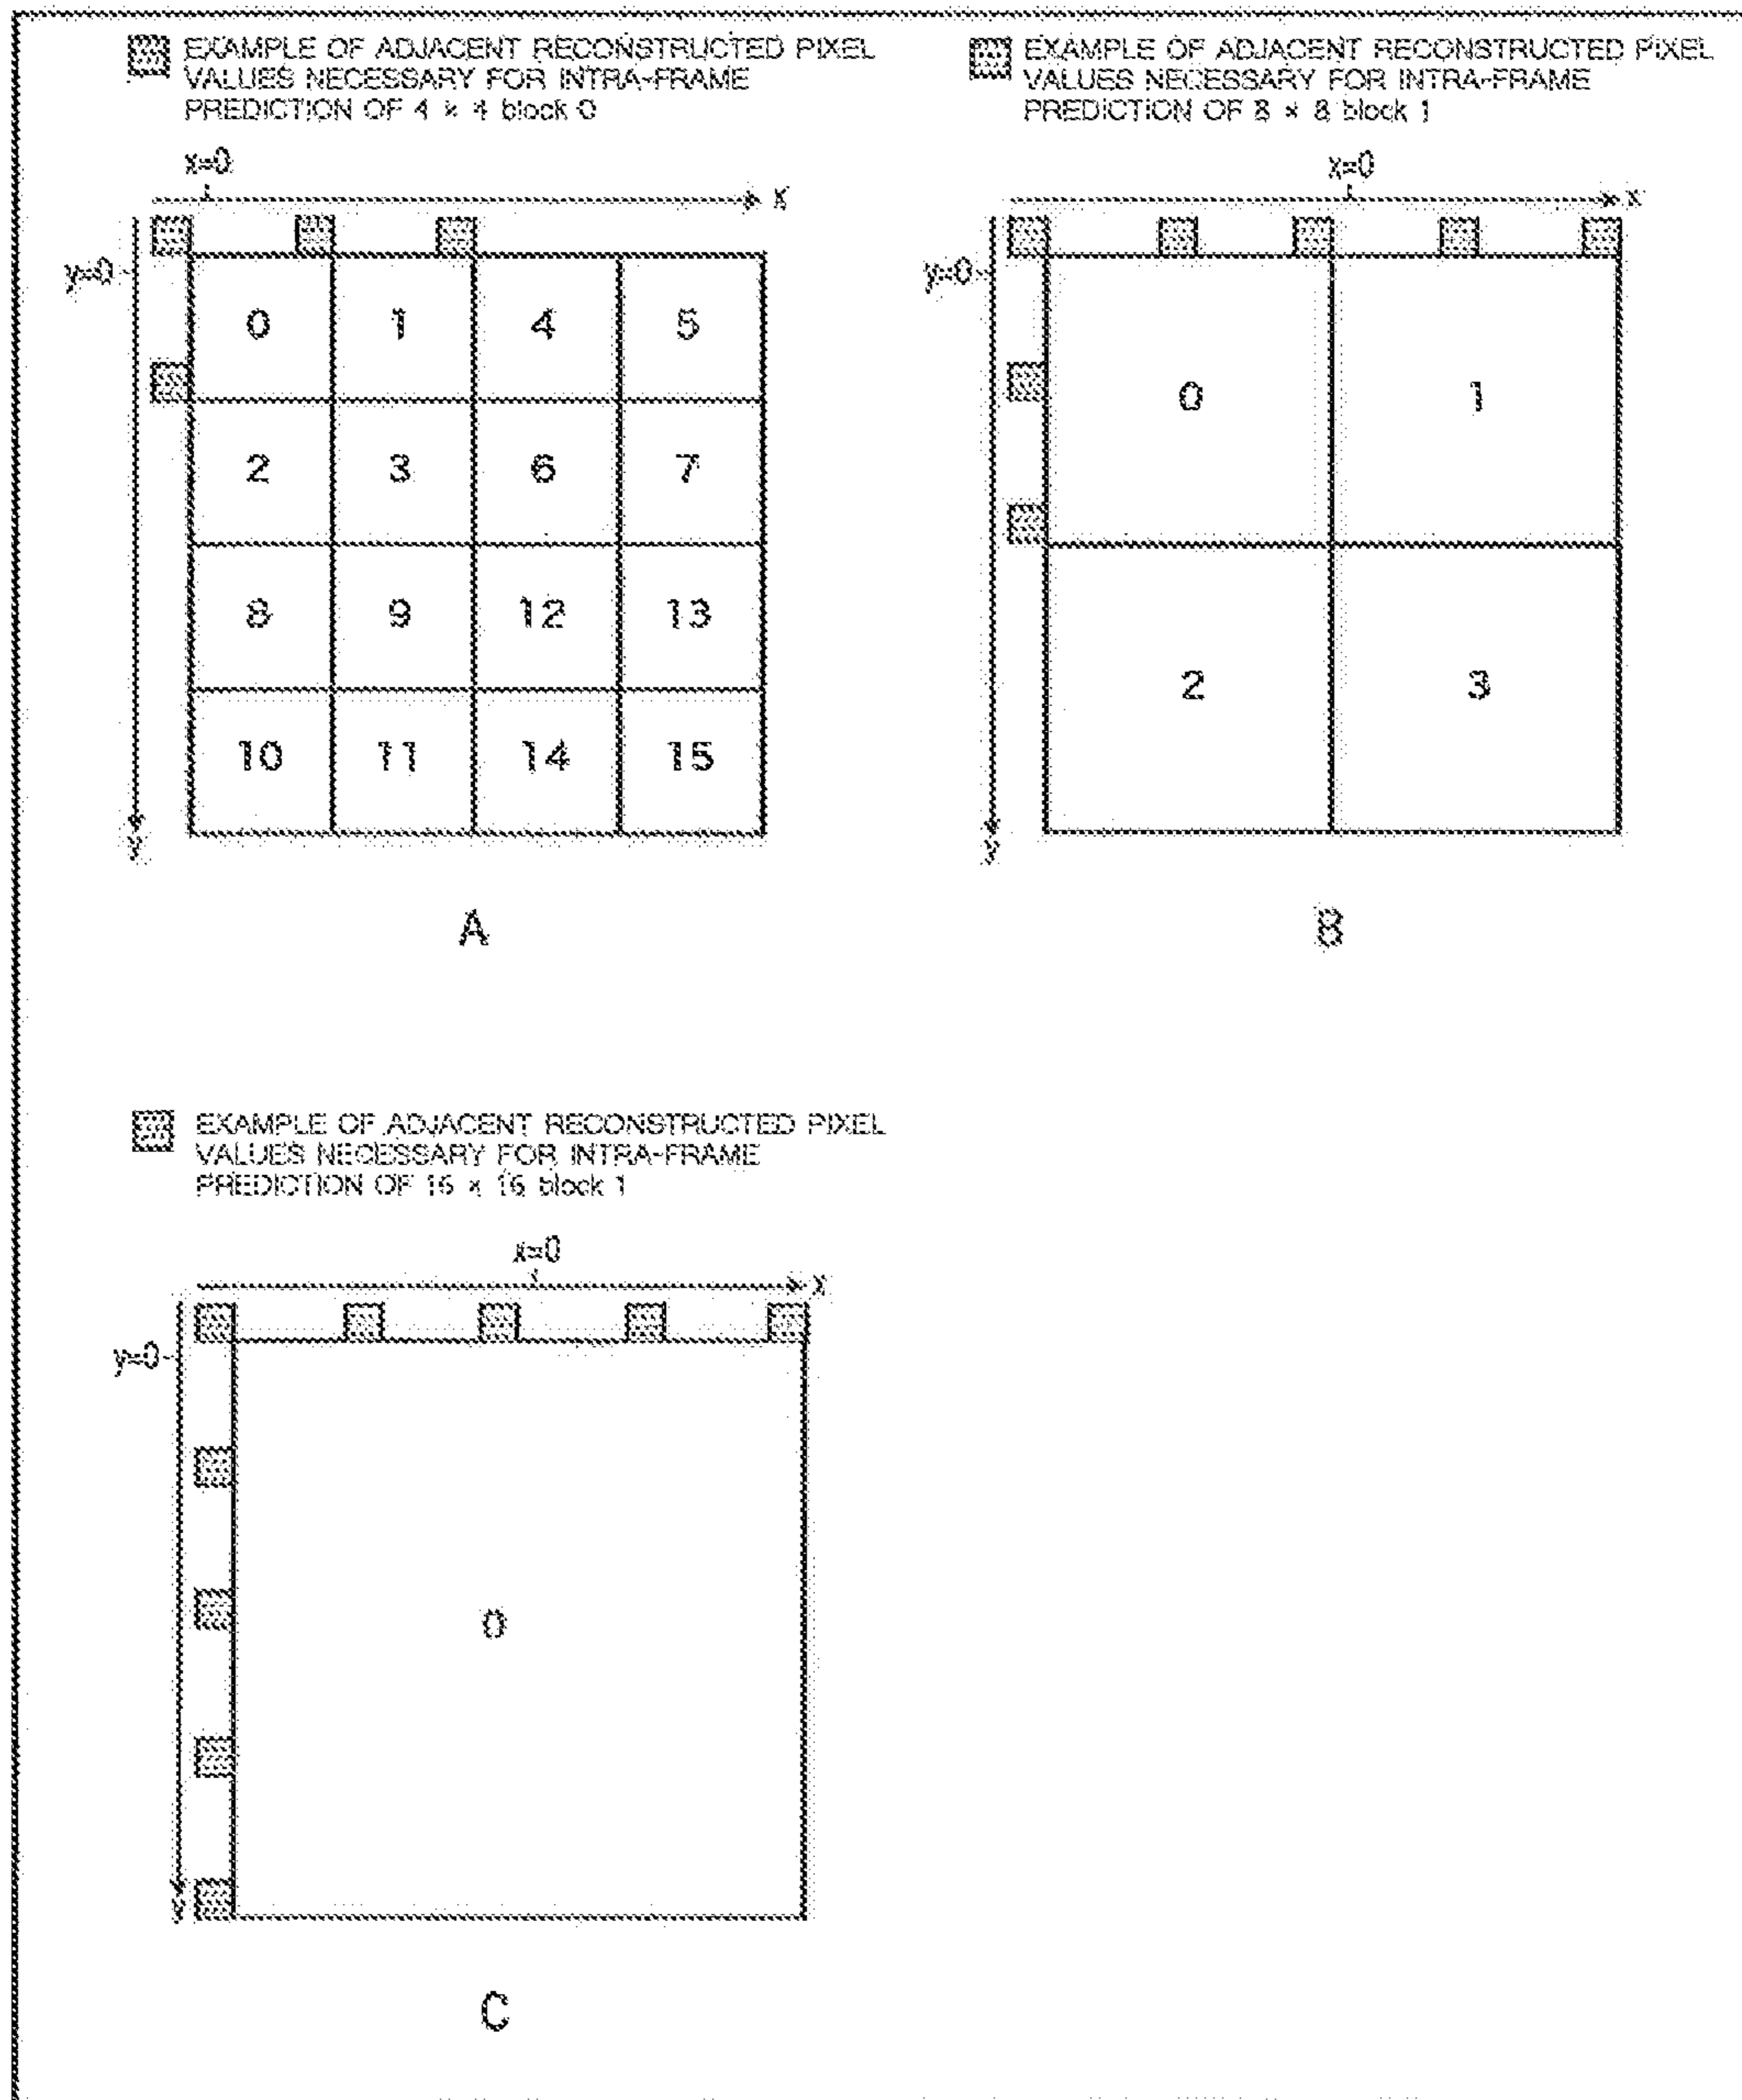 EXAMPLE OF ADJACENT RECONSTRUCTED PIXEL
VALUES NECESSARY FOR INTRA-FRAME
PREDICTION OF 4 × 4 block 0
x=0
x
y=0
0 1 4 5
2 3 6 7
8 9 12 13
10 11 14 15
y
A
EXAMPLE OF ADJACENT RECONSTRUCTED PIXEL
VALUES NECESSARY FOR INTRA-FRAME
PREDICTION OF 8 × 8 block 1
x=0
x
y=0
0 1
2 3
y
B
EXAMPLE OF ADJACENT RECONSTRUCTED PIXEL
VALUES NECESSARY FOR INTRA-FRAME
PREDICTION OF 16 x 16 block 1
x=0
x
y=0
0
y
C